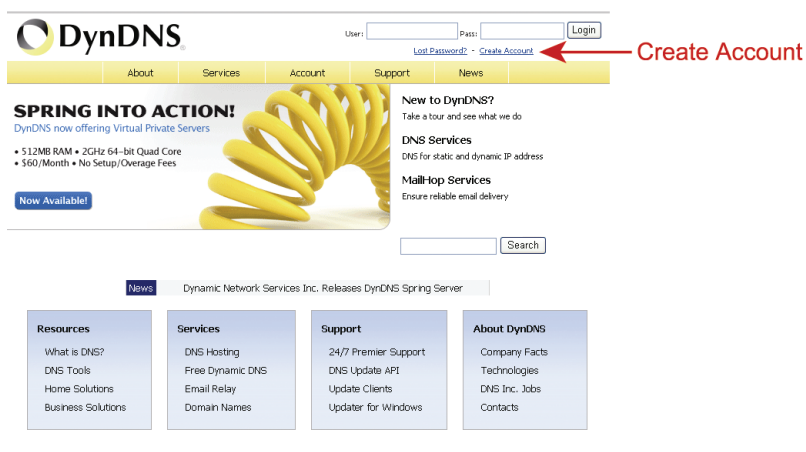 DynDNS
User:
Pass:
Login
Lost Password? - Create Account
Create Account
About Services Account Support News
SPRING INTO ACTION!
DynDNS now offering Virtual Private Servers
• 512MB RAM • 2GHz 64-bit Quad Core
• $60/Month • No Setup/Overage Fees
Now Available!
New to DynDNS?
Take a tour and see what we do
DNS Services
DNS for static and dynamic IP address
MailHop Services
Ensure reliable email delivery
Search
News Dynamic Network Services Inc. Releases DynDNS Spring Server
Resources
What is DNS?
DNS Tools
Home Solutions
Business Solutions
Services
DNS Hosting
Free Dynamic DNS
Email Relay
Domain Names
Support
24/7 Premier Support
DNS Update API
Update Clients
Updater for Windows
About DynDNS
Company Facts
Technologies
DNS Inc. Jobs
Contacts